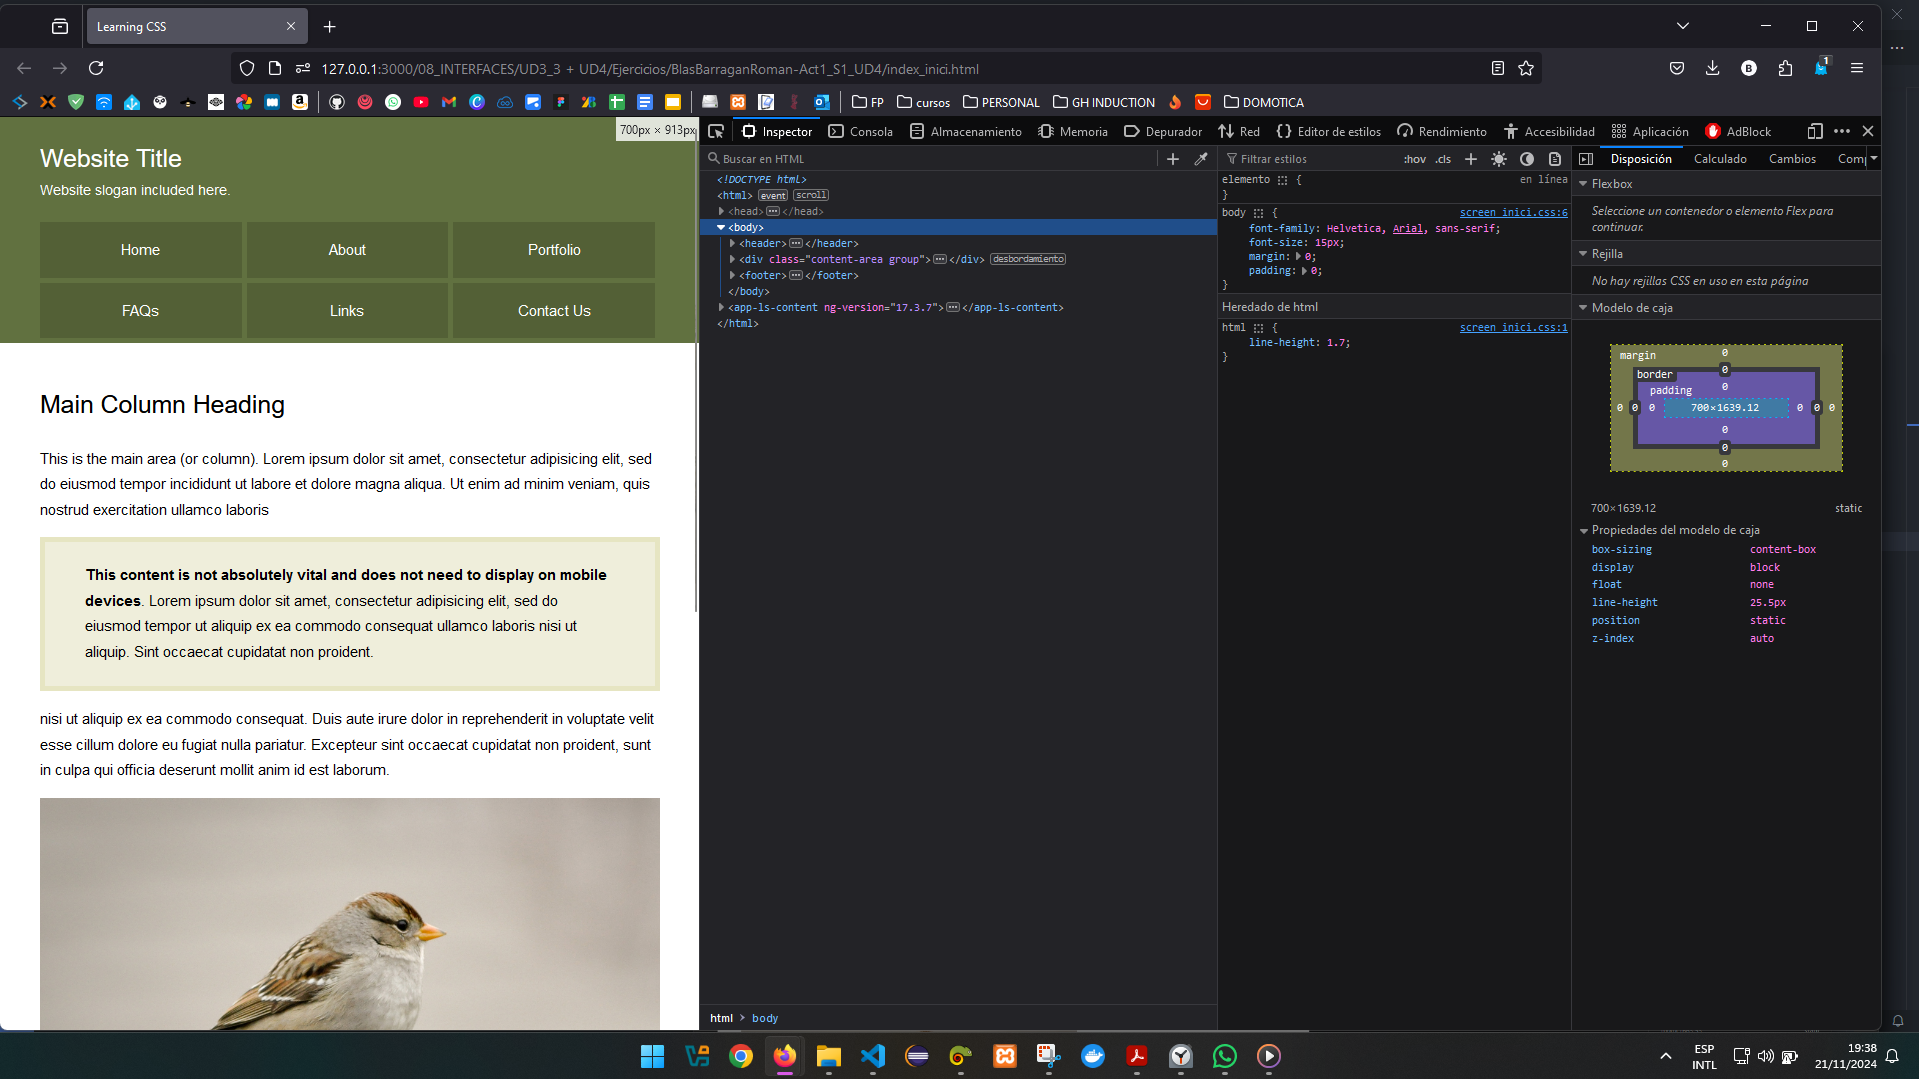 Learning CSS
127.0.0.1:3000/08_INTERFACES/UD3_3 + UD4/Ejercicios/BlasBarraganRoman-Act1_S1_UD4/index_inici.html
B
1
FP
cursos
PERSONAL
GH INDUCTION
DOMOTICA
700px × 913px
Website Title
Website slogan included here.
Home
About
Portfolio
FAQs
Links
Contact Us
Main Column Heading
This is the main area (or column). Lorem ipsum dolor sit amet, consectetur adipisicing elit, sed
do eiusmod tempor incididunt ut labore et dolore magna aliqua. Ut enim ad minim veniam, quis
nostrud exercitation ullamco laboris
This content is not absolutely vital and does not need to display on mobile
devices. Lorem ipsum dolor sit amet, consectetur adipisicing elit, sed do
eiusmod tempor ut aliquip ex ea commodo consequat ullamco laboris nisi ut
aliquip. Sint occaecat cupidatat non proident.
nisi ut aliquip ex ea commodo consequat. Duis aute irure dolor in reprehenderit in voluptate velit
esse cillum dolore eu fugiat nulla pariatur. Excepteur sint occaecat cupidatat non proident, sunt
in culpa qui officia deserunt mollit anim id est laborum.
Inspector
Consola
Almacenamiento
Memoria
Depurador
Red
Editor de estilos
Rendimiento
Accesibilidad
Aplicación
AdBlock
Buscar en HTML
<!DOCTYPE html>
<html> event scroll
<head> ··· </head>
<body>
<header> ··· </header>
<div class="content-area group"> ··· </div> desbordamiento
<footer> ··· </footer>
</body>
<app-ls-content ng-version="17.3.7"> ··· </app-ls-content>
</html>
html > body
Filtrar estilos
:hov .cls
elemento { en línea
}
body { screen_inici.css:6
font-family: Helvetica, Arial, sans-serif;
font-size: 15px;
margin: 0;
padding: 0;
}
Heredado de html
html { screen_inici.css:1
line-height: 1.7;
}
Disposición
Calculado
Cambios
Comp
Flexbox
Seleccione un contenedor o elemento Flex para
continuar.
Rejilla
No hay rejillas CSS en uso en esta página
Modelo de caja
margin 0
border 0
padding 0
0 0 0 700×1639.12 0 0 0
0
0
0
700×1639.12 static
Propiedades del modelo de caja
box-sizing content-box
display block
float none
line-height 25.5px
position static
z-index auto
ESP
INTL
19:38
21/11/2024